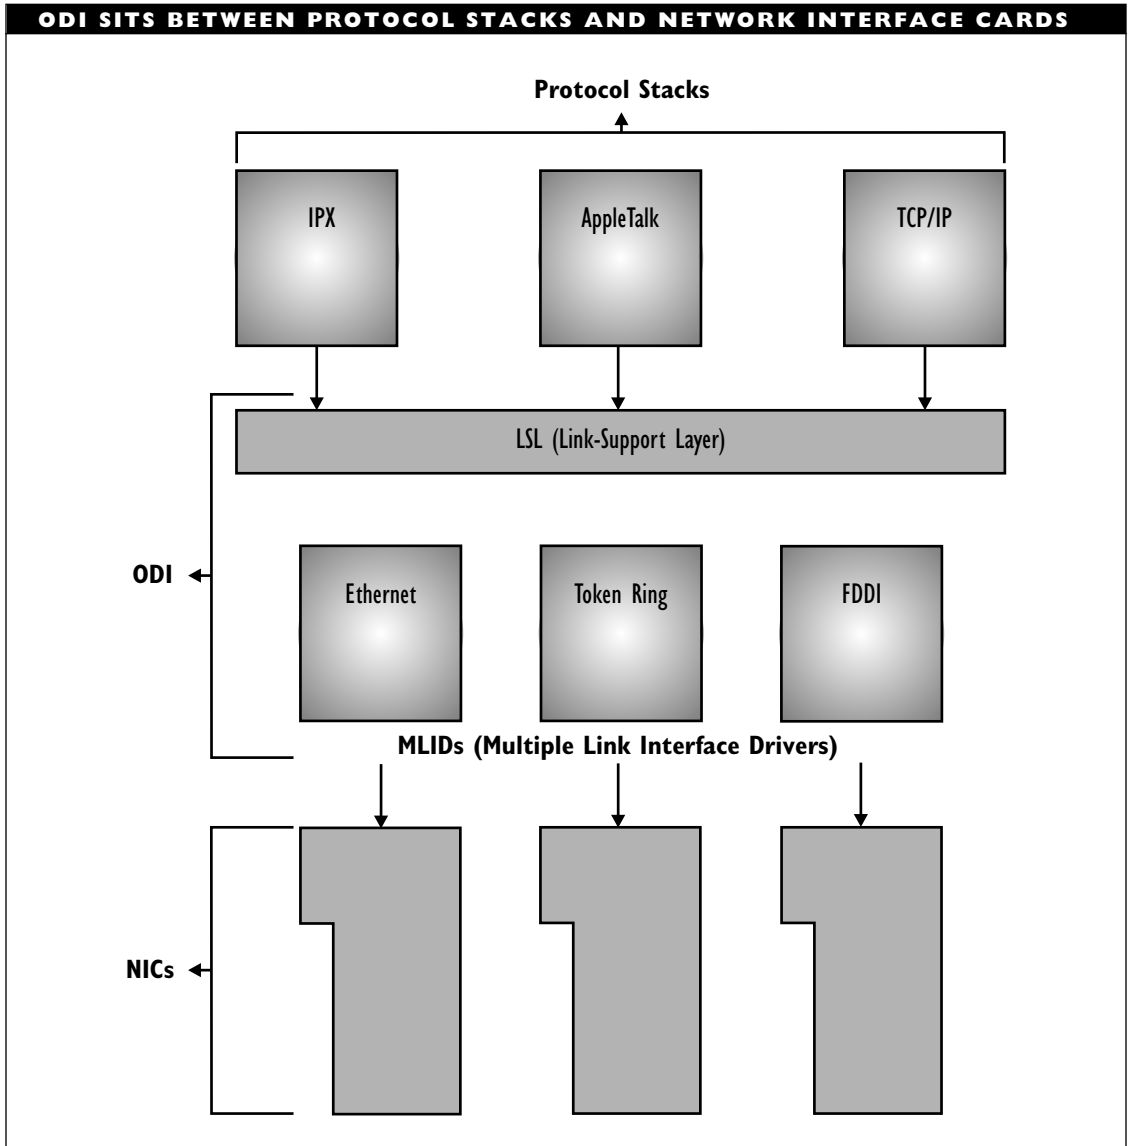 ODI SITS BETWEEN PROTOCOL STACKS AND NETWORK INTERFACE CARDS
Protocol Stacks
IPX
AppleTalk
TCP/IP
LSL (Link-Support Layer)
ODI
Ethernet
Token Ring
FDDI
MLIDs (Multiple Link Interface Drivers)
NICs